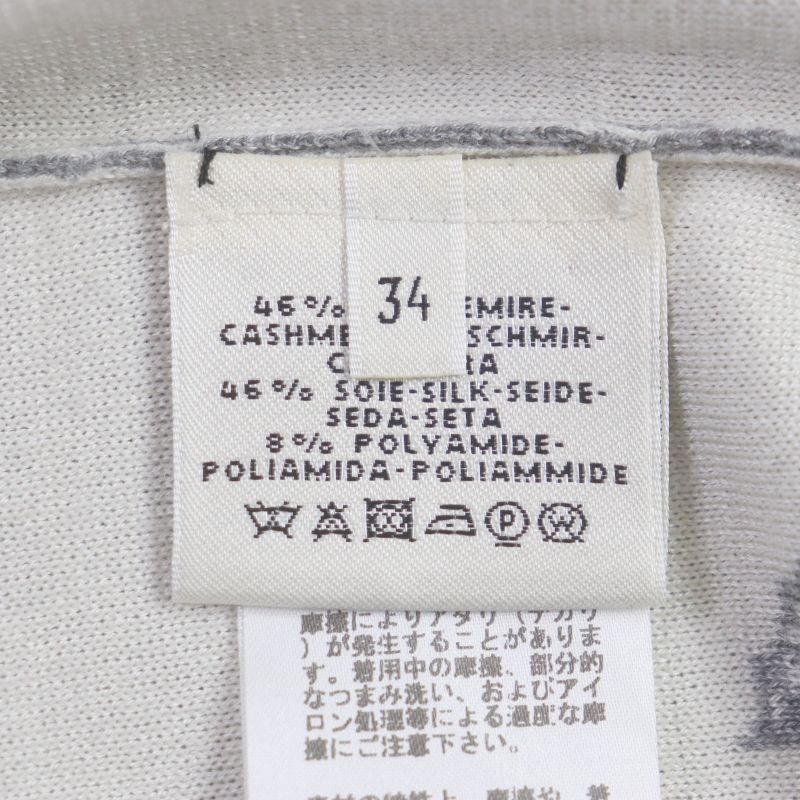 34
46% EMIRE-
CASHME SCHMIR-
C RA
46% SOIE-SILK-SEIDE-
SEDA-SETA
8% POLYAMIDE-
POLIAMIDA-POLIAMMIDE
P W
摩擦によりアタリ(テカリ
)が発生することがありま
す。着用中の摩擦、部分的
なつまみ洗い、およびアイ
ロン処理等による過度な摩
擦にご注意下さい。